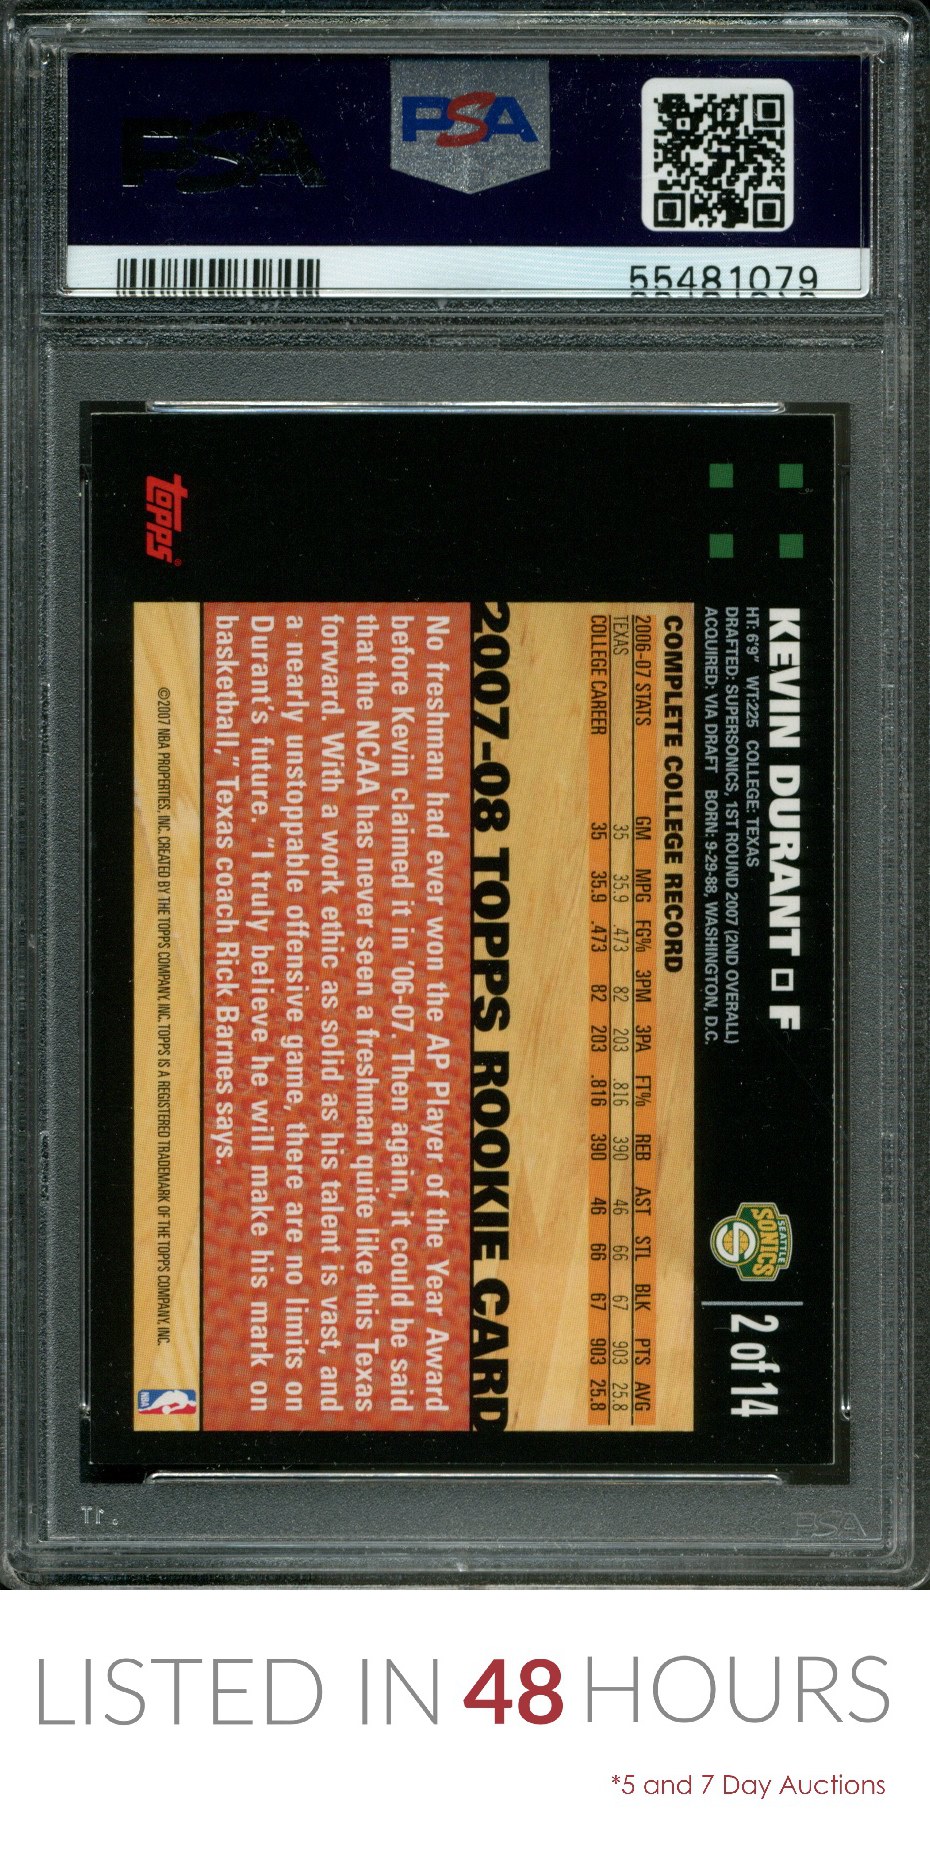 PSA
PSA
55481079
KEVIN DURANT □ F
HT: 6'9" WT:225 COLLEGE: TEXAS
DRAFTED: SUPERSONICS, 1ST ROUND 2007 (2ND OVERALL)
ACQUIRED: VIA DRAFT BORN: 9-29-88, WASHINGTON, D.C.
SEATTLE
SONICS
2 of 14
COMPLETE COLLEGE RECORD
2006-07 STATS GM MPG FG% 3PM 3PA FT% REB AST STL BLK PTS AVG
TEXAS 35 35.9 .473 82 203 .816 390 46 66 67 903 25.8
COLLEGE CAREER 35 35.9 .473 82 203 .816 390 46 66 67 903 25.8
2007-08 TOPPS ROOKIE CARD
No freshman had ever won the AP Player of the Year Award
before Kevin claimed it in '06-07. Then again, it could be said
that the NCAA has never seen a freshman quite like this Texas
forward. With a work ethic as solid as his talent is vast, and
a nearly unstoppable offensive game, there are no limits on
Durant's future. "I truly believe he will make his mark on
basketball," Texas coach Rick Barnes says.
©2007 NBA PROPERTIES, INC. CREATED BY THE TOPPS COMPANY, INC. TOPPS IS A REGISTERED TRADEMARK OF THE TOPPS COMPANY, INC.
NBA
topps®
PSA
LISTED IN 48 HOURS
*5 and 7 Day Auctions